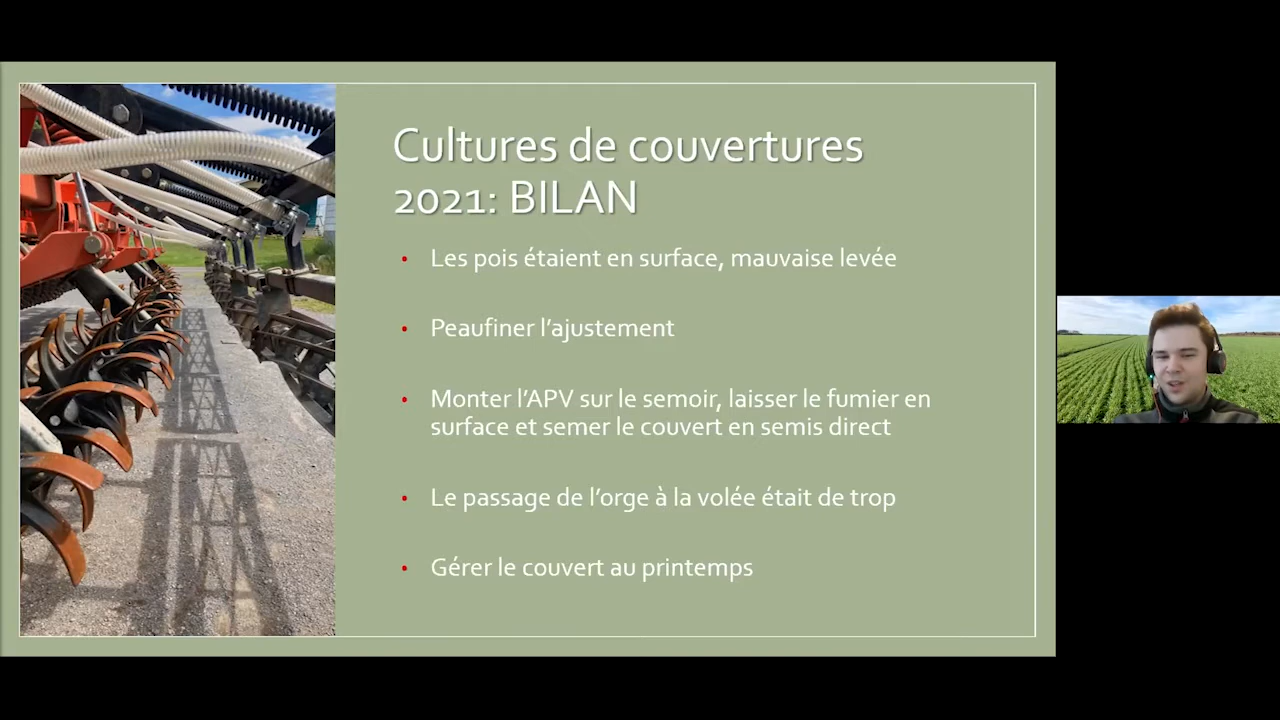 Cultures de couvertures
2021: BILAN
• Les pois étaient en surface, mauvaise levée
• Peaufiner l’ajustement
• Monter l’APV sur le semoir, laisser le fumier en
surface et semer le couvert en semis direct
• Le passage de l’orge à la volée était de trop
• Gérer le couvert au printemps